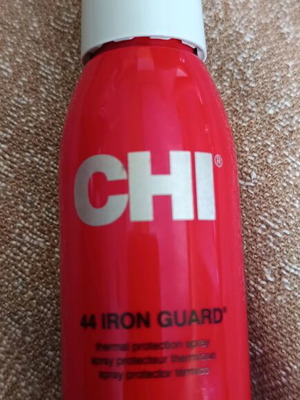 CHI®
44 IRON GUARD®
thermal protection spray
spray protecteur thermique
spray protector térmico